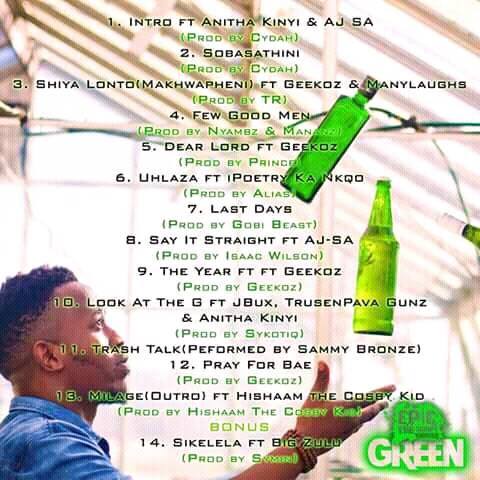 1. Intro ft Anitha Kinyi & AJ SA
(Prod by Cydah)
2. Sobasathini
(Prod by Cydah)
3. Shiya Lonto(Makhwapheni) ft Geekoz & Manylaughs
(Prod by TR)
4. Few Good Men
(Prod by Nyambz & Mananz)
5. Dear Lord ft Geekoz
(Prod by Prince)
6. Uhlaza ft iPoetry Ka Nkqo
(Prod by Alias)
7. Last Days
(Prod by Gobi Beast)
8. Say It Straight ft AJ-SA
(Prod by Isaac Wilson)
9. The Year ft ft Geekoz
(Prod by Geekoz)
10. Look At The G ft JBux, TrusenPava Gunz
& Anitha Kinyi
(Prod by Sykotiq)
11. Trash Talk(Peformed by Sammy Bronze)
12. Pray For Bae
(Prod by Geekoz)
13. Milage(Outro) ft Hishaam the Cosby Kid
(Prod by Hishaam The Cosby Kid)
BONUS
14. Sikelela ft Big Zulu
(Prod by Symin)
EPIC
GREEN